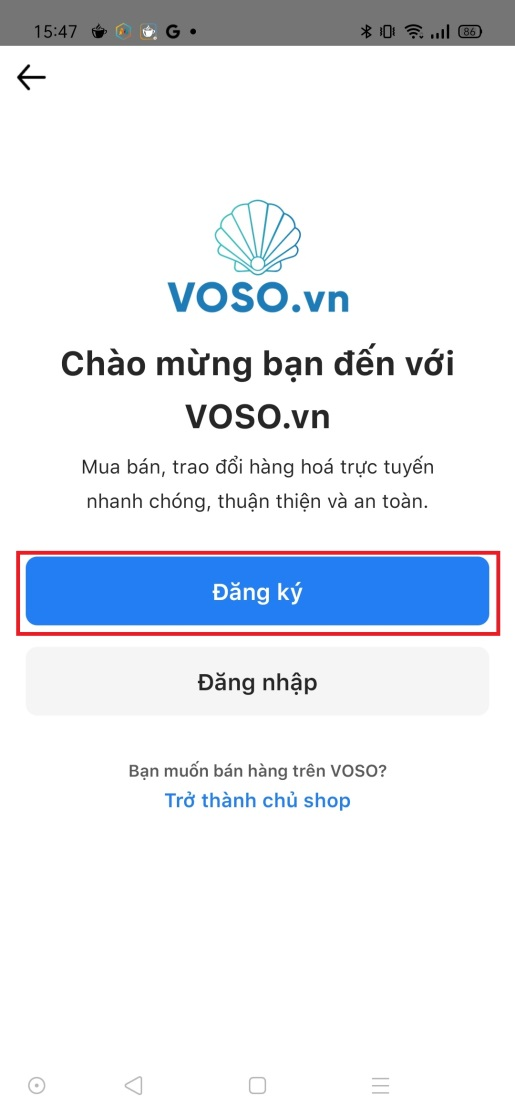 15:47
G
86
VOSO.vn
Chào mừng bạn đến với
VOSO.vn
Mua bán, trao đổi hàng hoá trực tuyến
nhanh chóng, thuận thiện và an toàn.
Đăng ký
Đăng nhập
Bạn muốn bán hàng trên VOSO?
Trở thành chủ shop